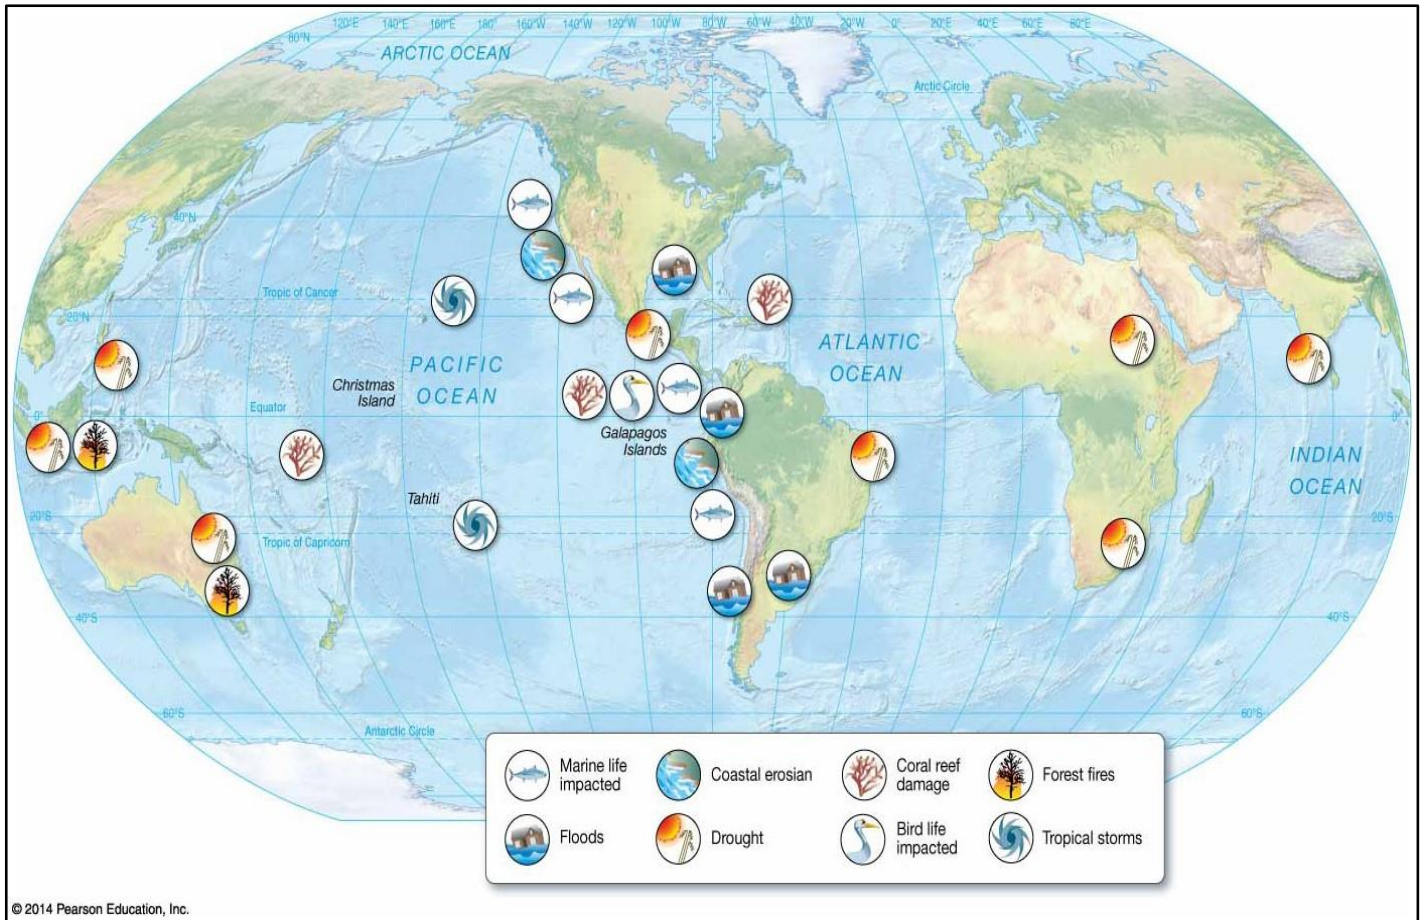 120°E 140°E 160°E 180° 160°W 140°W 120°W 100°W 80°W 60°W 40°W 20°W 0° 20°E 40°E 60°E 80°E
80°N
ARCTIC OCEAN
Arctic Circle
40°N
Tropic of Cancer
20°N
PACIFIC
OCEAN
ATLANTIC
OCEAN
Christmas
Island
Equator
0°
0°
Galapagos
Islands
INDIAN
OCEAN
Tahiti
20°S
20°S
Tropic of Capricorn
40°S
40°S
60°S
60°S
Antarctic Circle
Marine life
impacted
Coastal erosian
Coral reef
damage
Forest fires
Floods
Drought
Bird life
impacted
Tropical storms
© 2014 Pearson Education, Inc.